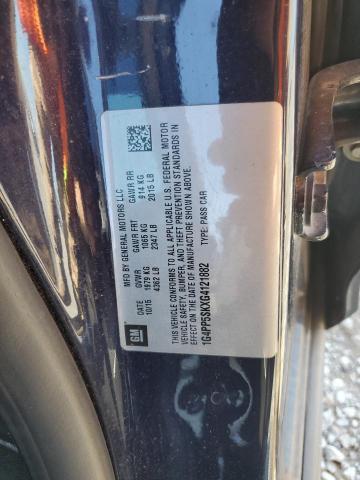 MFD BY GENERAL MOTORS LLC
DATE GVWR GAWR FRT GAWR RR
10/15 1979 KG 1065 KG 914 KG
4362 LB 2347 LB 2015 LB
GM
THIS VEHICLE CONFORMS TO ALL APPLICABLE U.S. FEDERAL MOTOR
VEHICLE SAFETY, BUMPER, AND THEFT PREVENTION STANDARDS IN
EFFECT ON THE DATE OF MANUFACTURE SHOWN ABOVE.
1G4PP5SKXG4121882 TYPE: PASS CAR